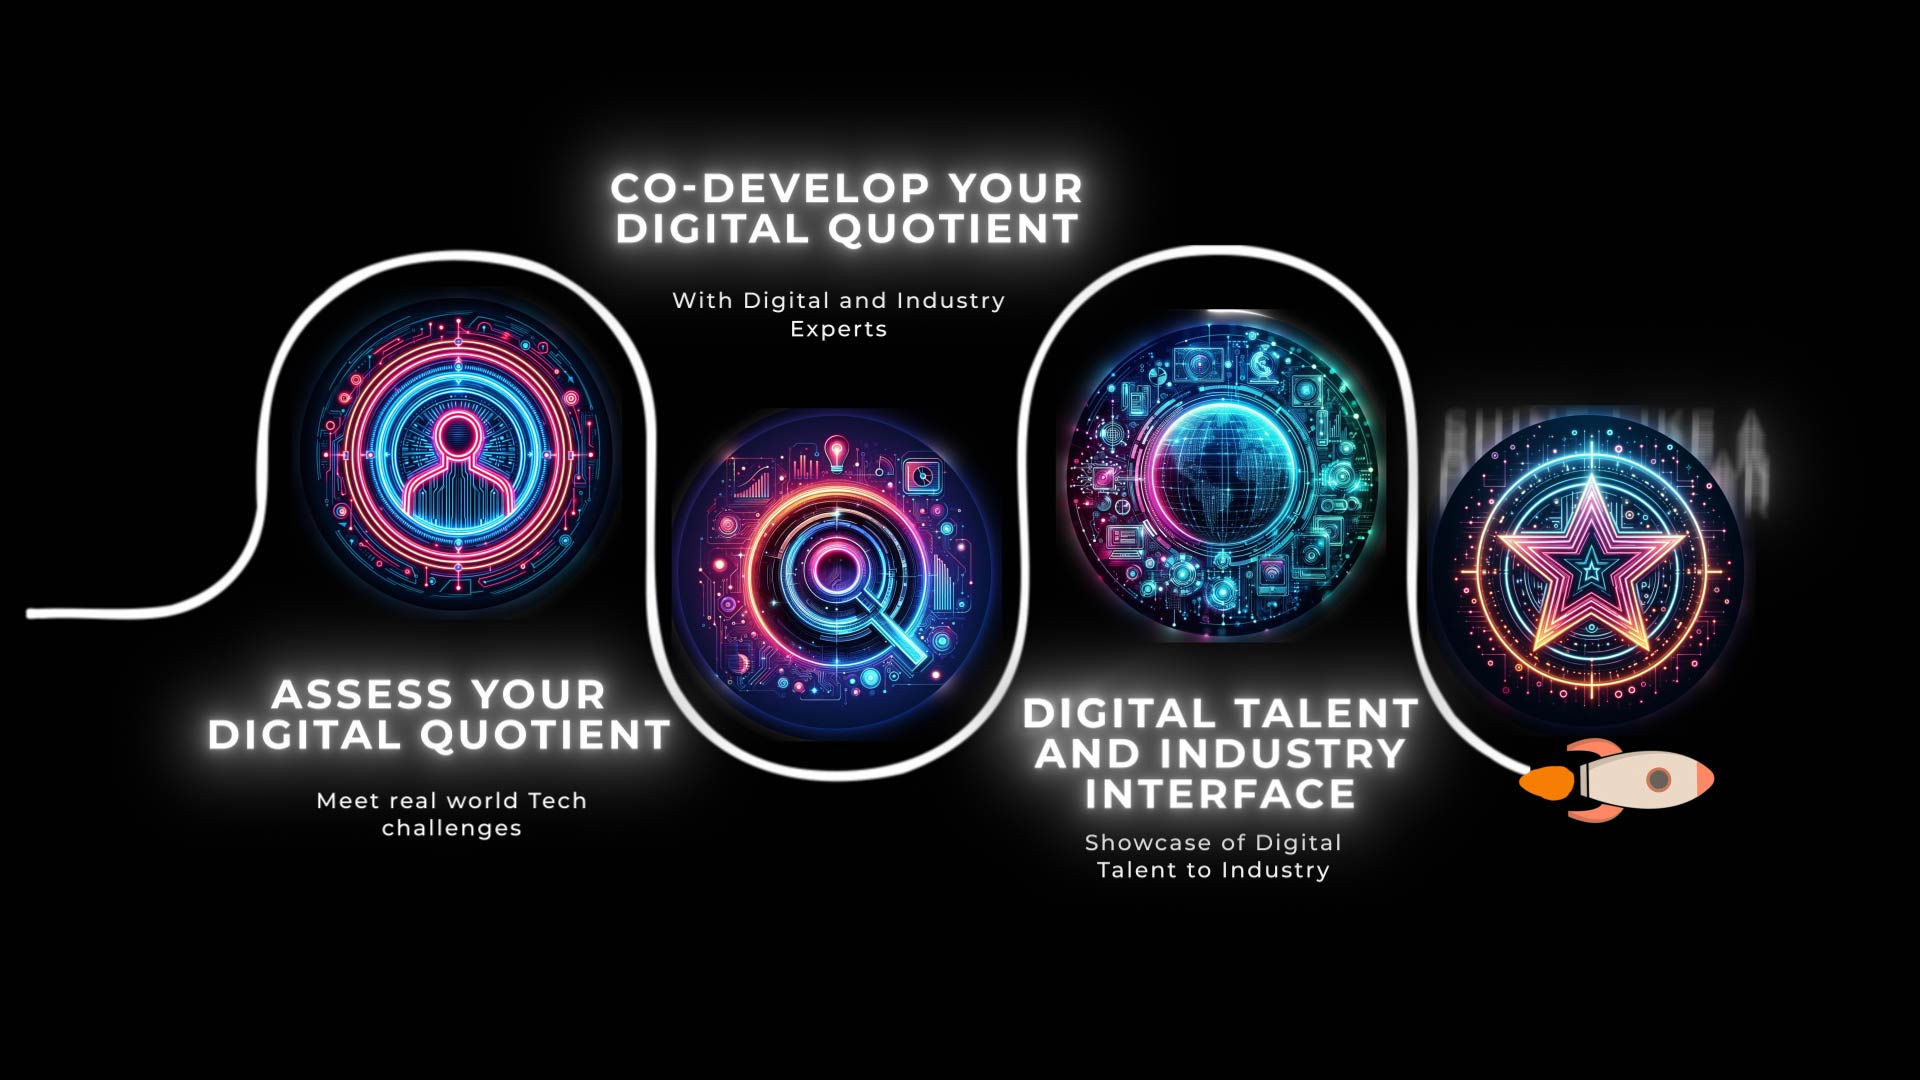 CO-DEVELOP YOUR
DIGITAL QUOTIENT
With Digital and Industry
Experts
ASSESS YOUR
DIGITAL QUOTIENT
Meet real world Tech
challenges
DIGITAL TALENT
AND INDUSTRY
INTERFACE
Showcase of Digital
Talent to Industry